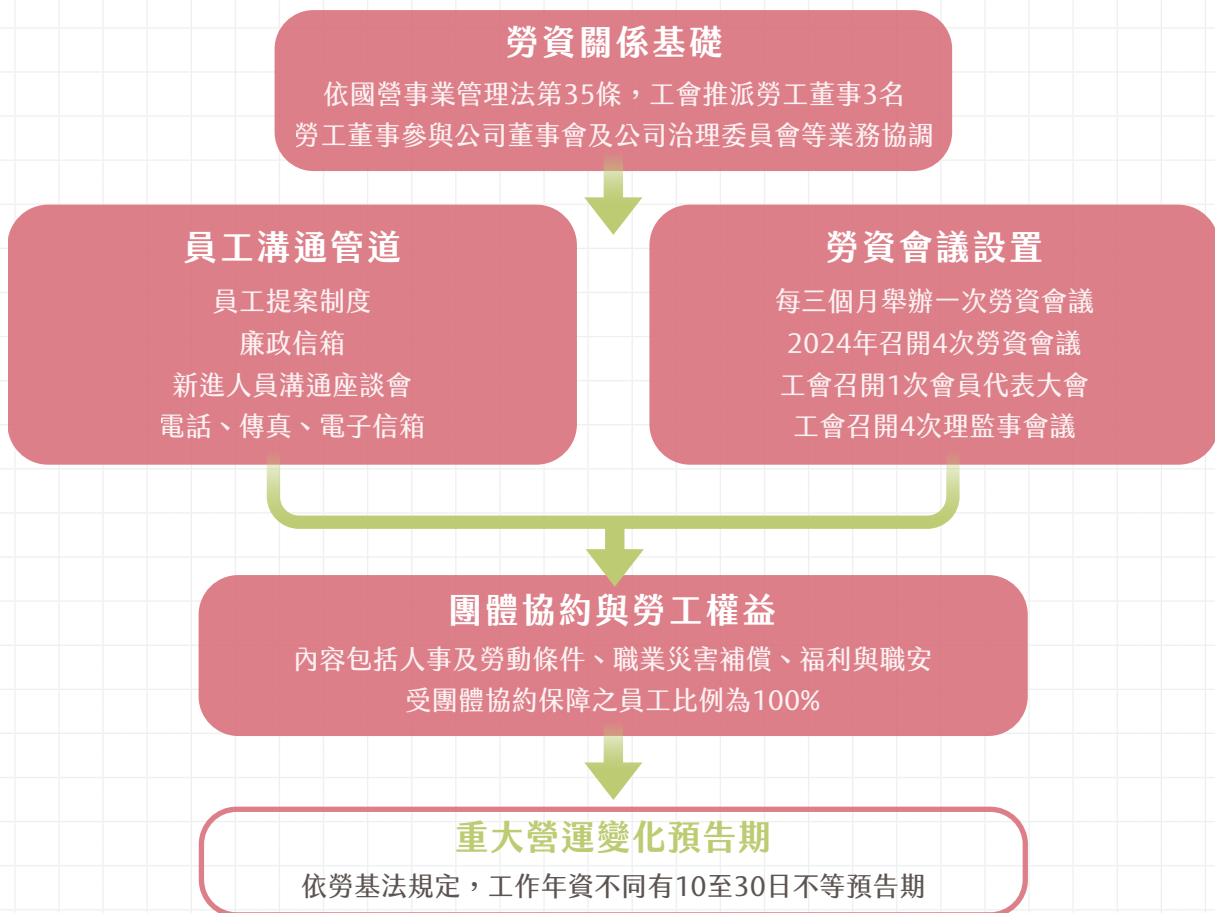 勞資關係基礎
依國營事業管理法第35條，工會推派勞工董事3名
勞工董事參與公司董事會及公司治理委員會等業務協調
員工溝通管道
員工提案制度
廉政信箱
新進人員溝通座談會
電話、傳真、電子信箱
勞資會議設置
每三個月舉辦一次勞資會議
2024年召開4次勞資會議
工會召開1次會員代表大會
工會召開4次理監事會議
團體協約與勞工權益
內容包括人事及勞動條件、職業災害補償、福利與職安
受團體協約保障之員工比例為100%
重大營運變化預告期
依勞基法規定，工作年資不同有10至30日不等預告期